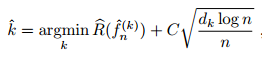 k̂ = argmin_k R̂(f̂_n^{(k)}) + C √(d_k log n / n) ,